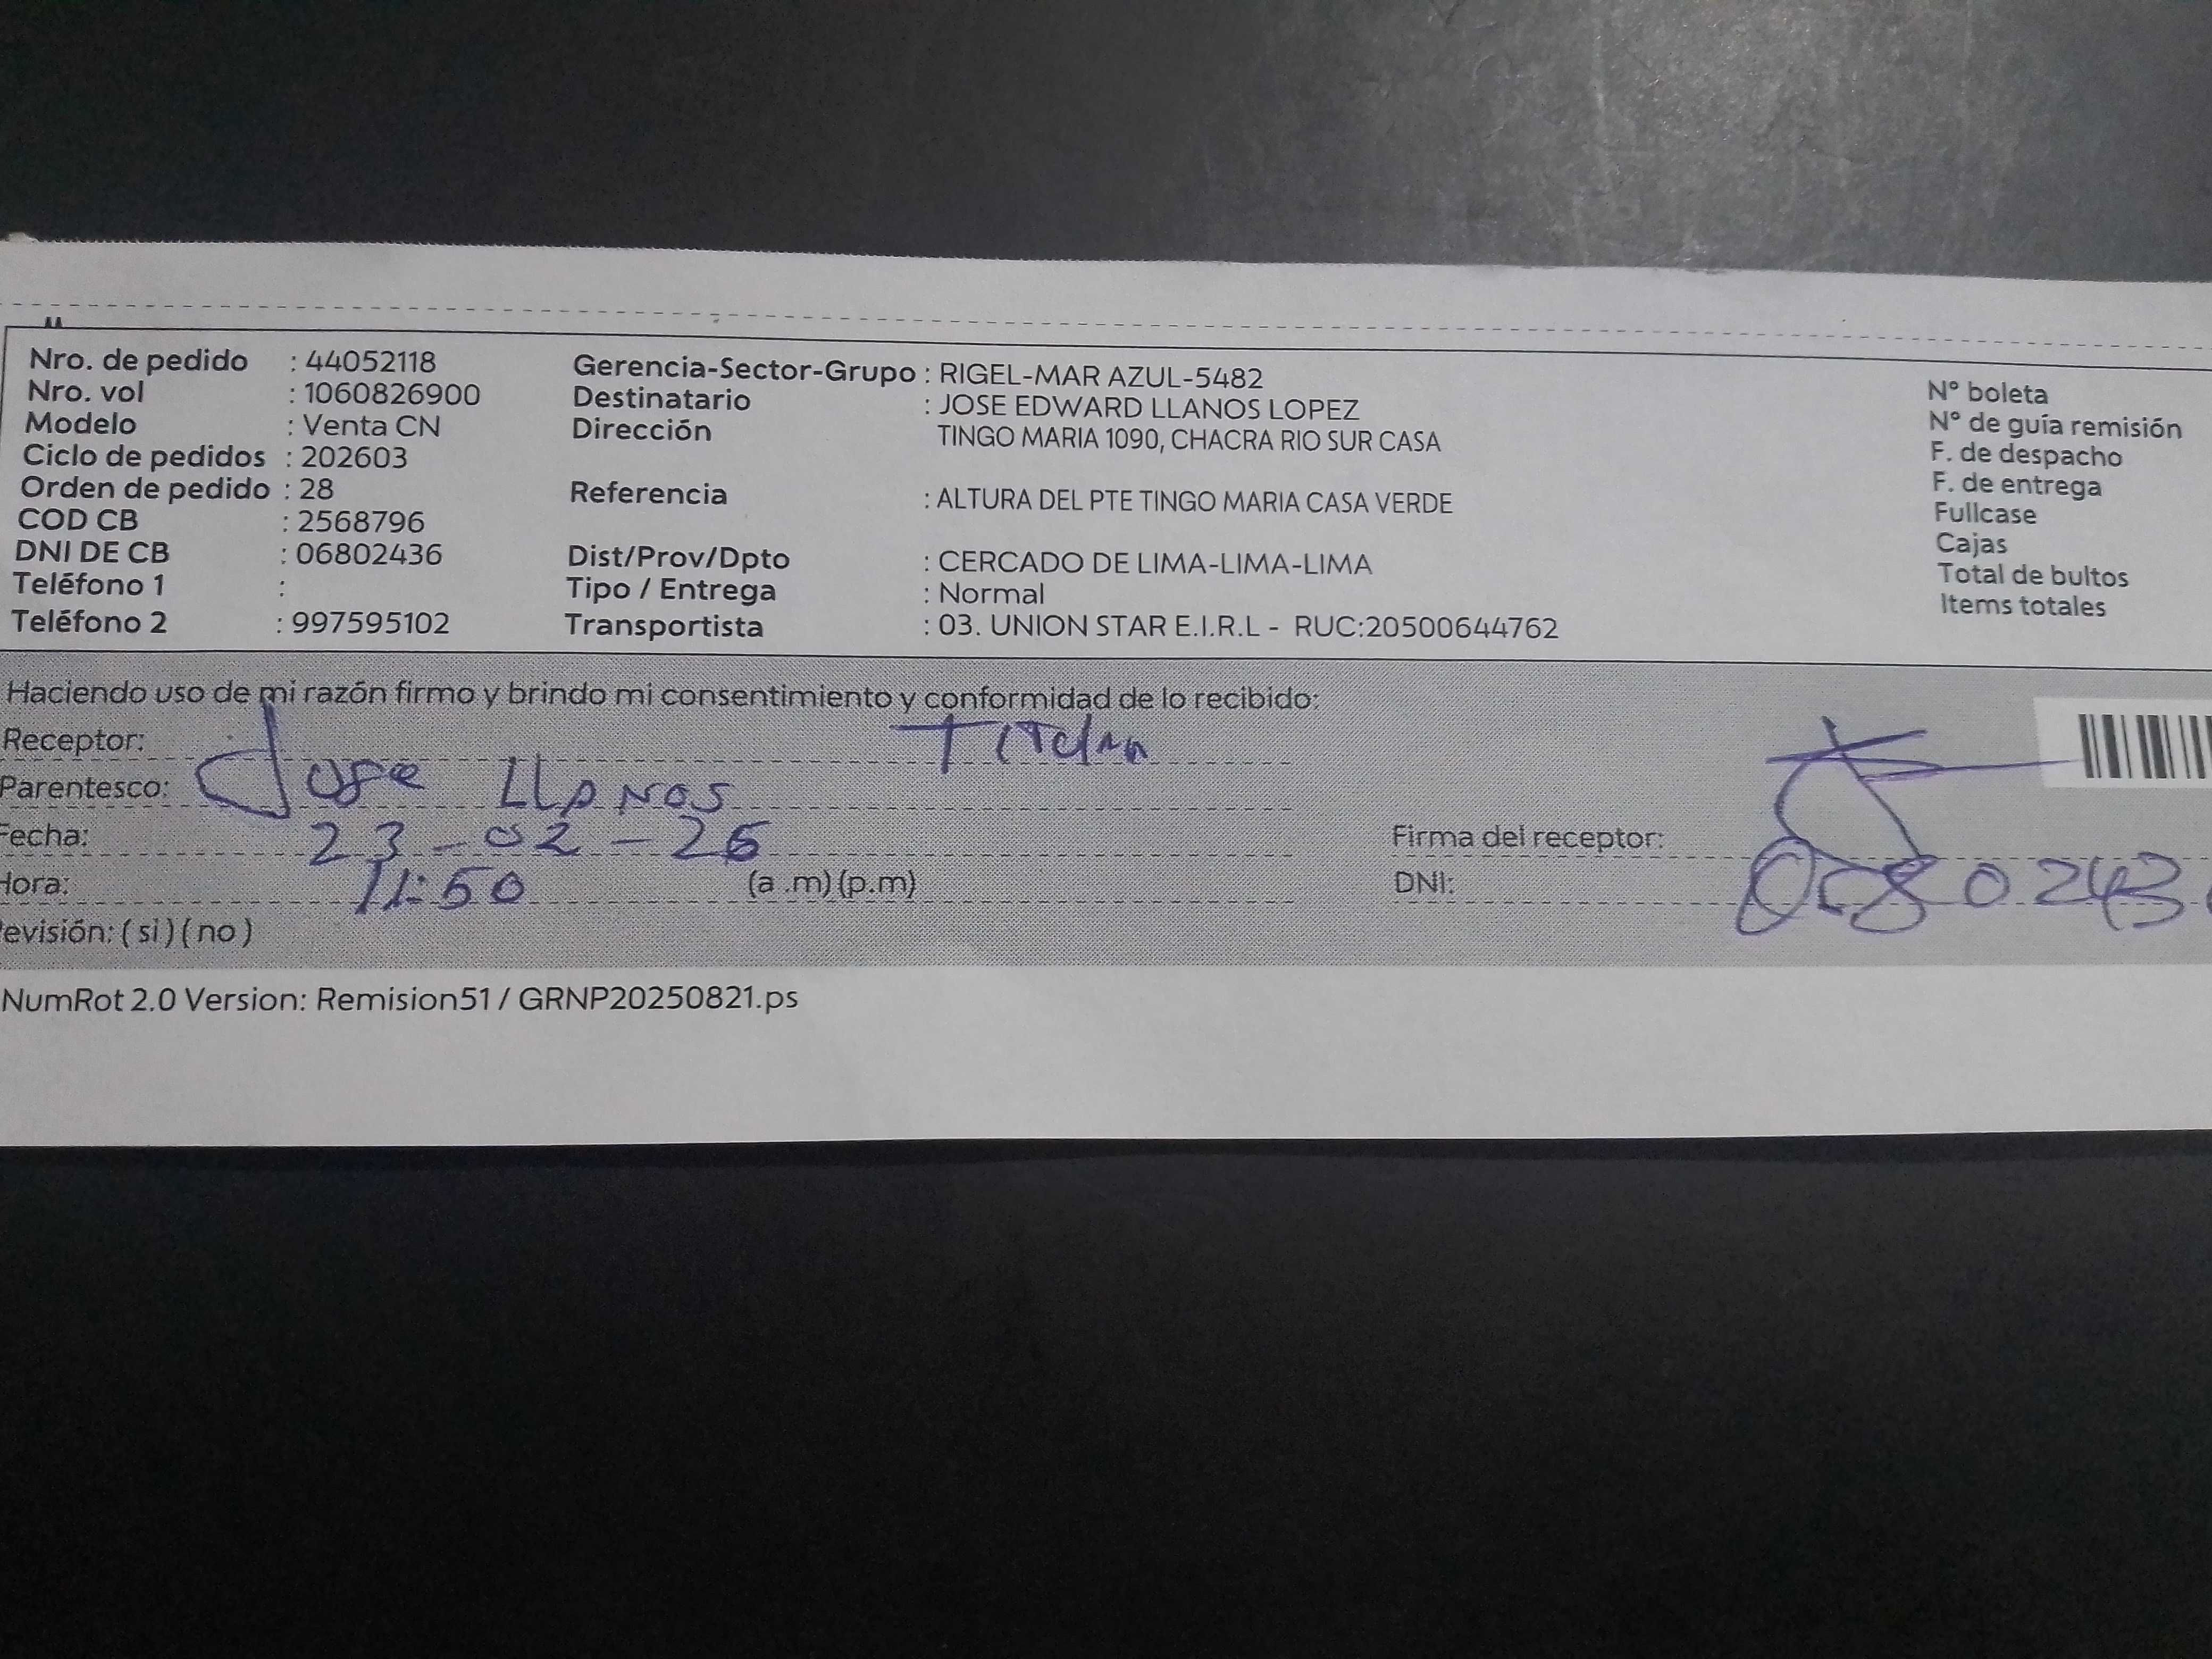 Nro. de pedido : 44052118
Nro. vol : 1060826900
Modelo : Venta CN
Ciclo de pedidos : 202603
Orden de pedido : 28
COD CB : 2568796
DNI DE CB : 06802436
Teléfono 1 :
Teléfono 2 : 997595102
Gerencia-Sector-Grupo : RIGEL-MAR AZUL-5482
Destinatario : JOSE EDWARD LLANOS LOPEZ
Dirección TINGO MARIA 1090, CHACRA RIO SUR CASA
Referencia : ALTURA DEL PTE TINGO MARIA CASA VERDE
Dist/Prov/Dpto : CERCADO DE LIMA-LIMA-LIMA
Tipo / Entrega : Normal
Transportista : 03. UNION STAR E.I.R.L - RUC:20500644762
N° boleta
N° de guía remisión
F. de despacho
F. de entrega
Fullcase
Cajas
Total de bultos
Items totales
Haciendo uso de mi razón firmo y brindo mi consentimiento y conformidad de lo recibido:
Receptor:
Parentesco: Jose LLANOS
Fecha: 23-02-26
Hora: 11:50 (a .m) (p.m)
evisión: ( si ) ( no )
Firma del receptor:
DNI:
NumRot 2.0 Version: Remision51 / GRNP20250821.ps